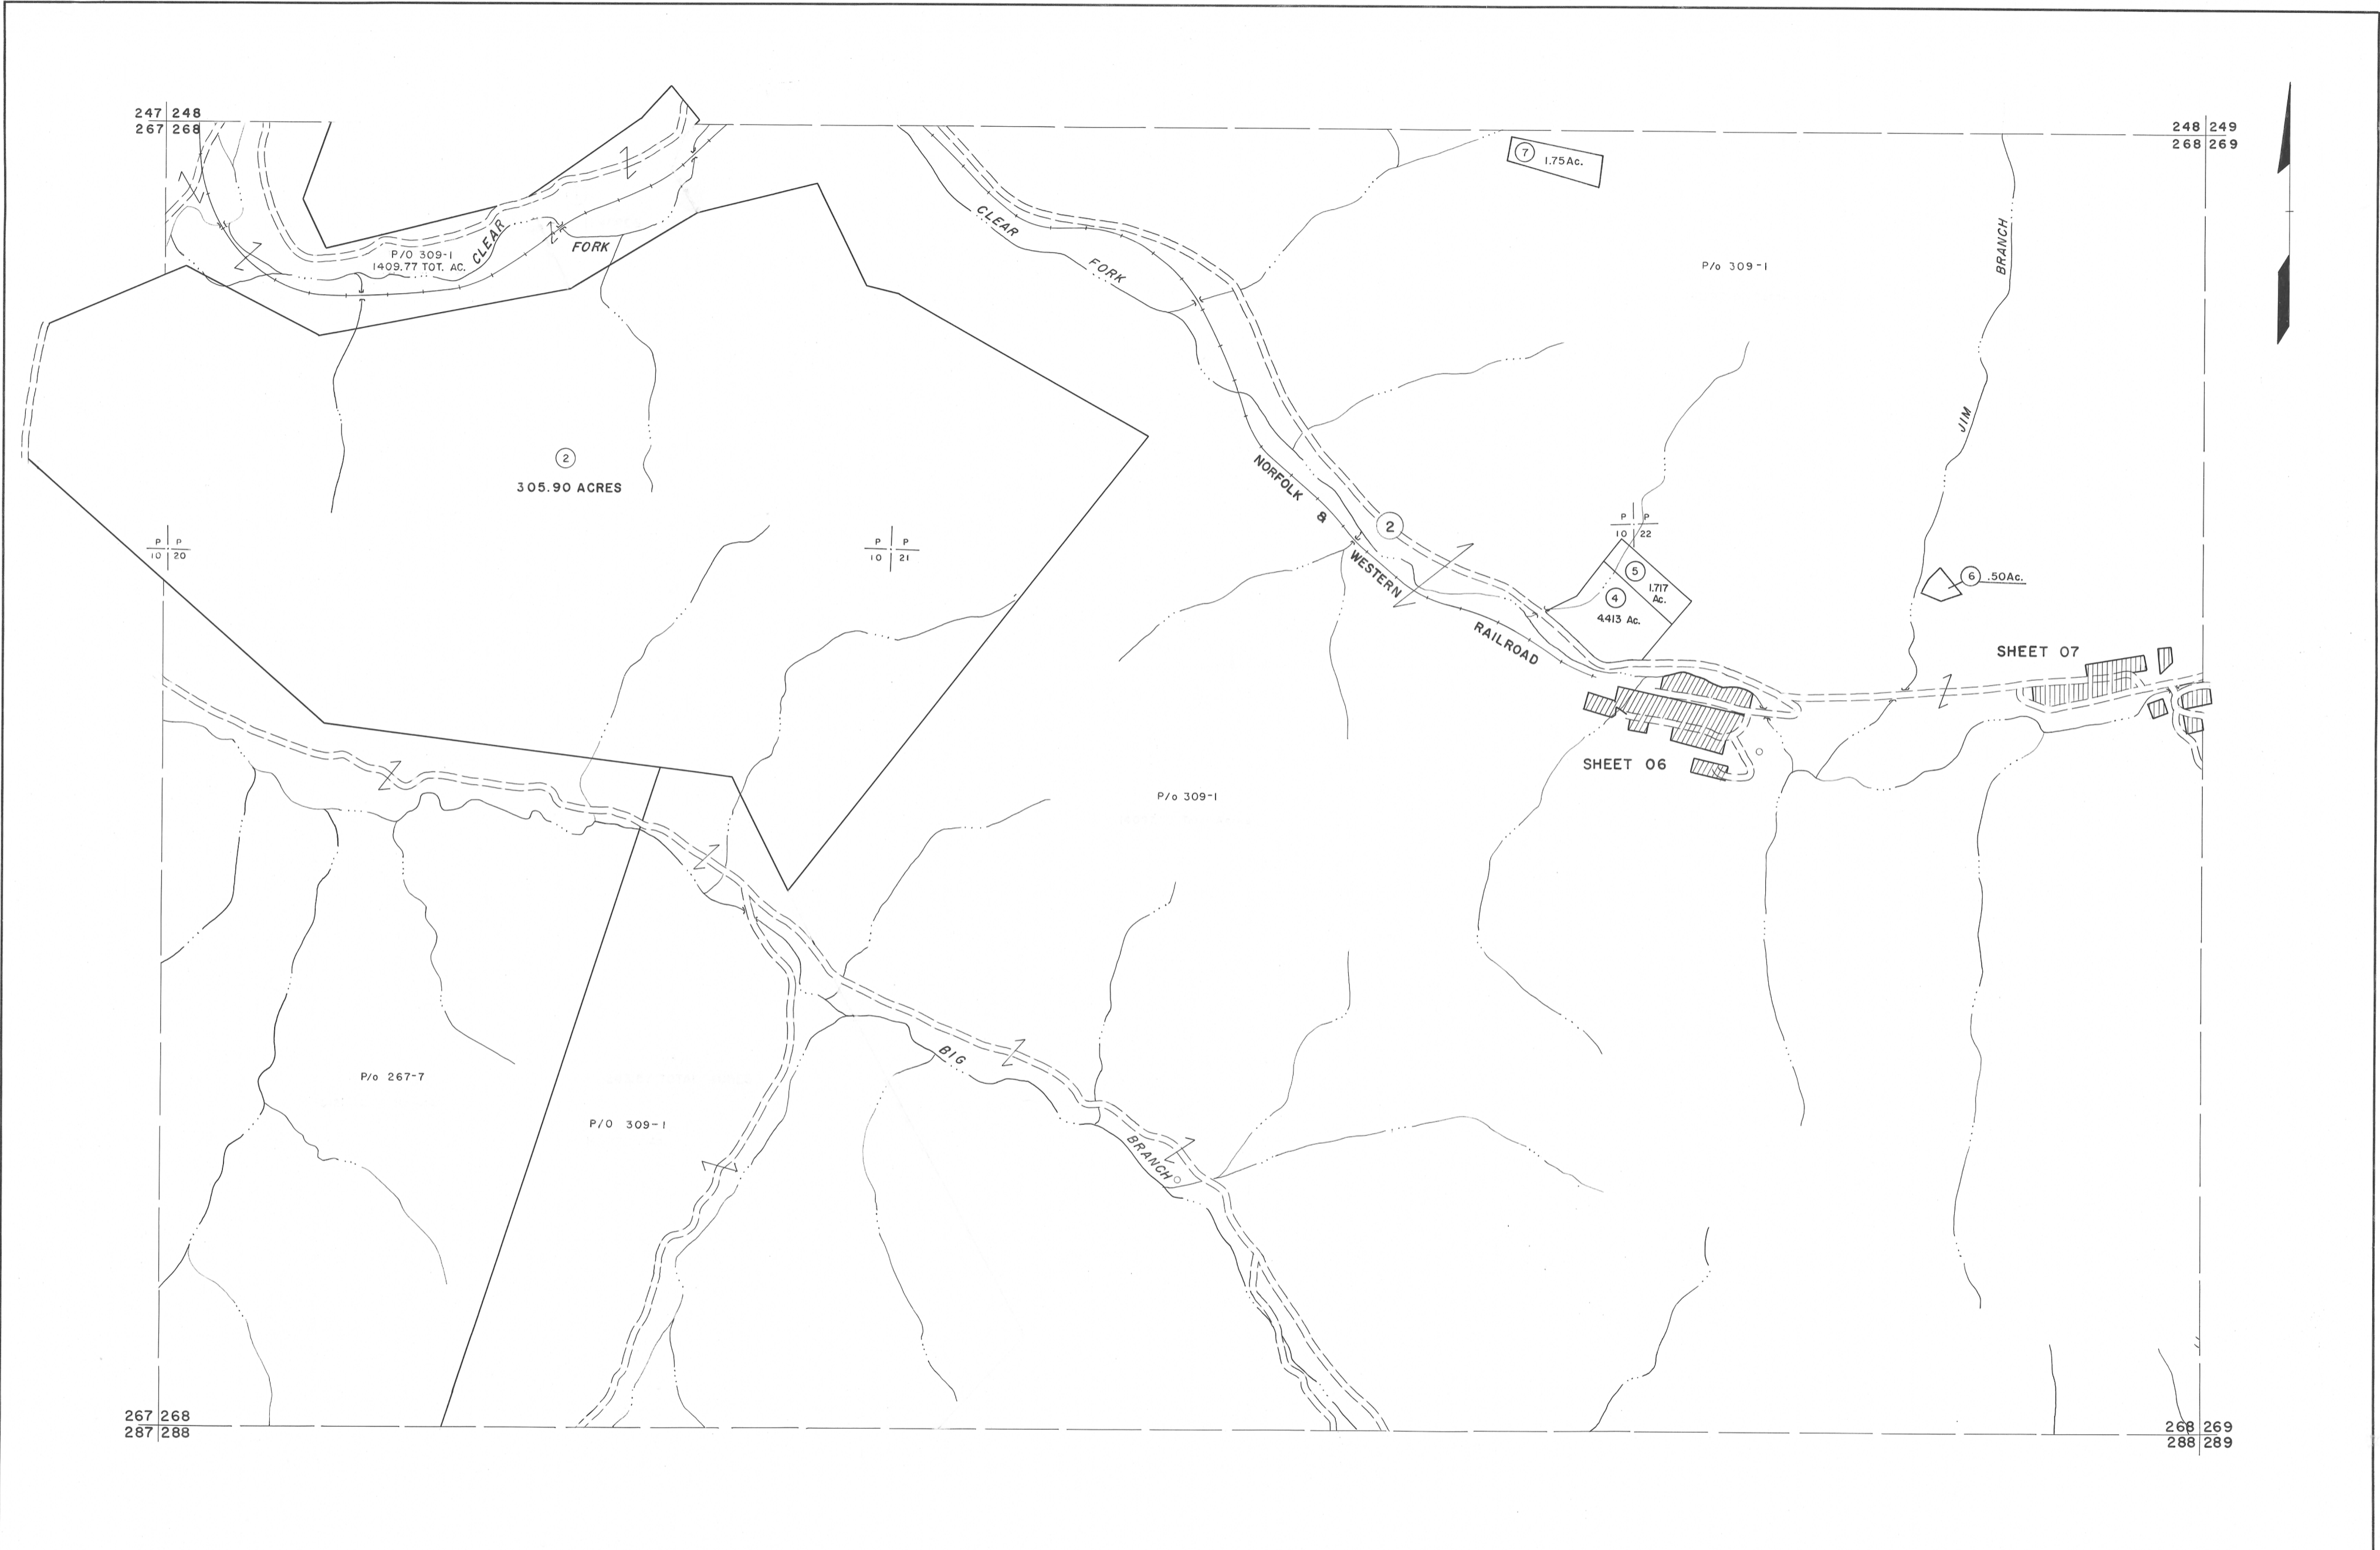 247 248
267 268
248 249
268 269
7 1.75 Ac.
CLEAR
FORK
P/O 309-1
1409.77 TOT. AC.
CLEAR
FORK
P/o 309-1
BRANCH
JIM
2
305.90 ACRES
NORFOLK
&
WESTERN
RAILROAD
2
P P
10 20
P P
10 21
P P
10 22
5
1.717
Ac.
4
4.413 Ac.
6 .50Ac.
SHEET 07
SHEET 06
P/o 309-1
BIG
BRANCH
P/o 267-7
P/O 309-1
267 268
287 288
268 269
288 289